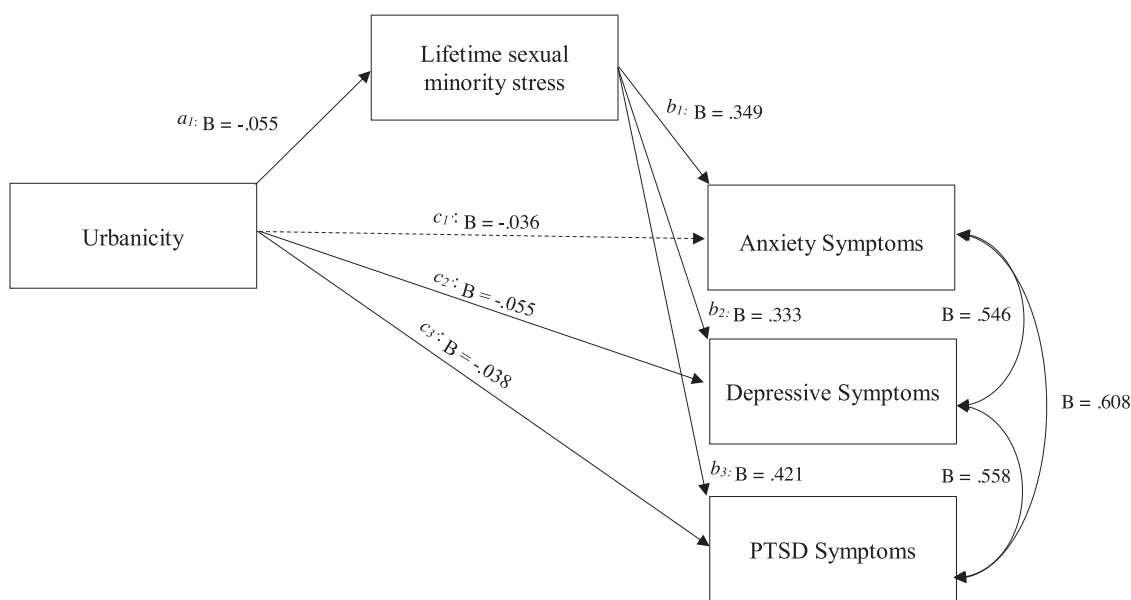 Lifetime sexual
minority stress
a1: B = -.055
b1: B = .349
Urbanicity
c1': B = -.036
Anxiety Symptoms
c2': B = -.055
b2: B = .333
B = .546
c3': B = -.038
Depressive Symptoms
B = .608
b3: B = .421
B = .558
PTSD Symptoms